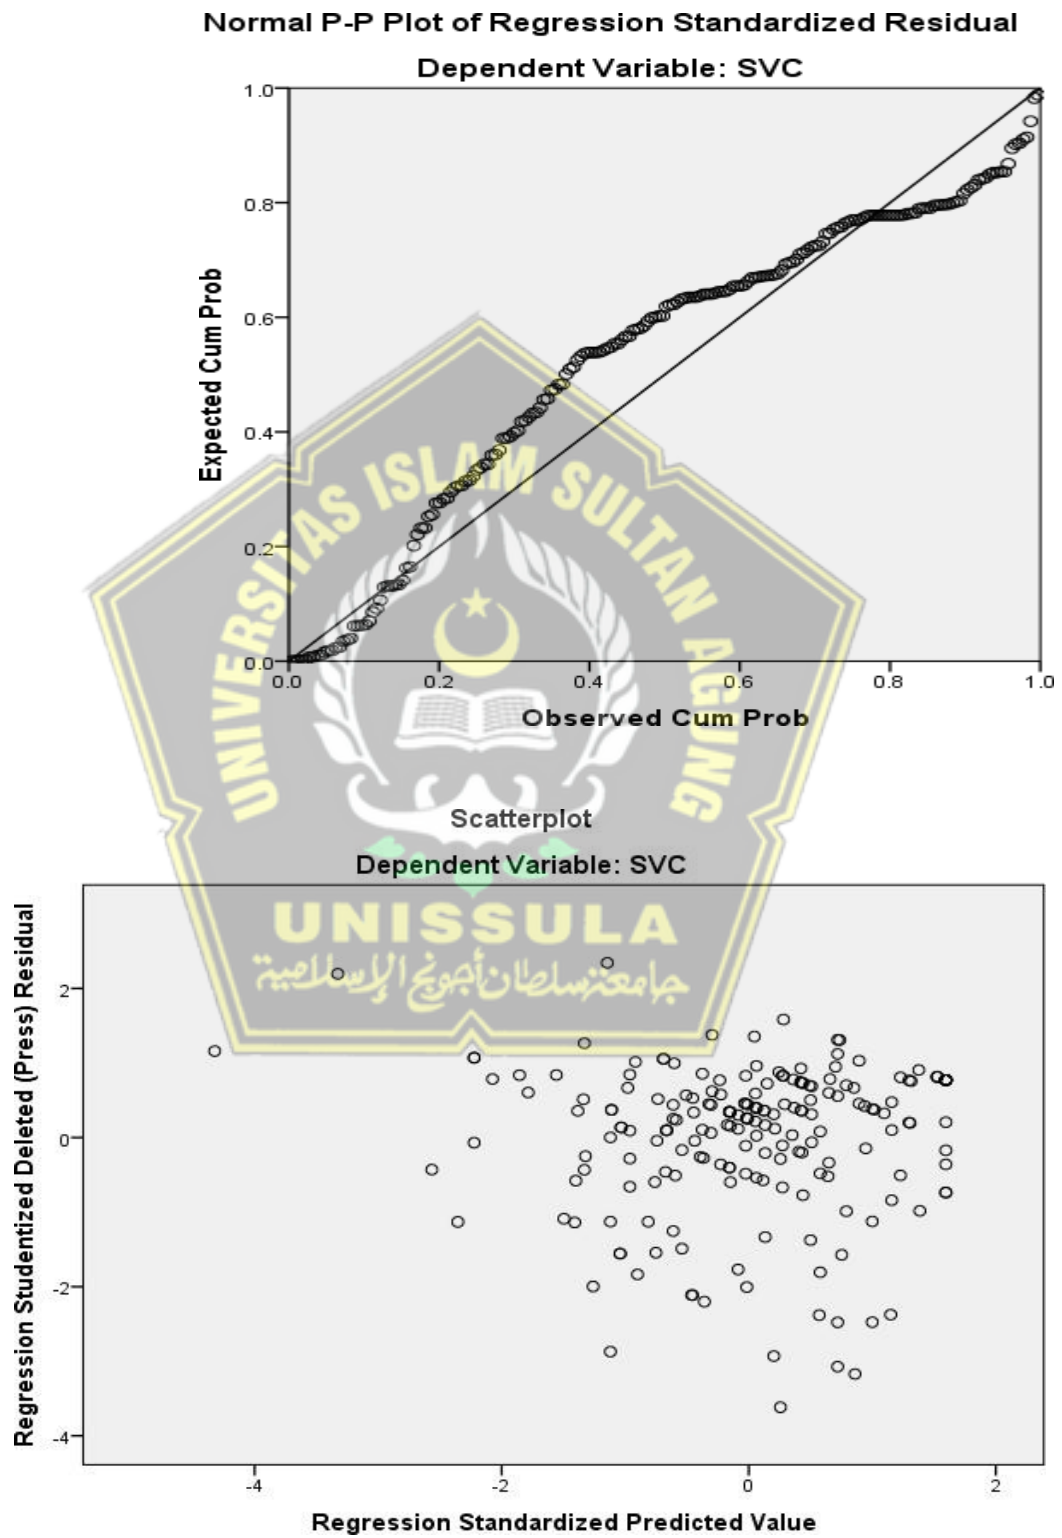 Normal P-P Plot of Regression Standardized Residual
Dependent Variable: SVC
1.0
0.8
0.6
0.4
0.2
0.0
Expected Cum Prob
0.0 0.2 0.4 0.6 0.8 1.0
Observed Cum Prob
UNIVERSITAS ISLAM SULTAN AGUNG
Scatterplot
Dependent Variable: SVC
UNISSULA
جامعة سلطان أجونج الإسلامية
Regression Studentized Deleted (Press) Residual
2
0
-2
-4
-4 -2 0 2
Regression Standardized Predicted Value